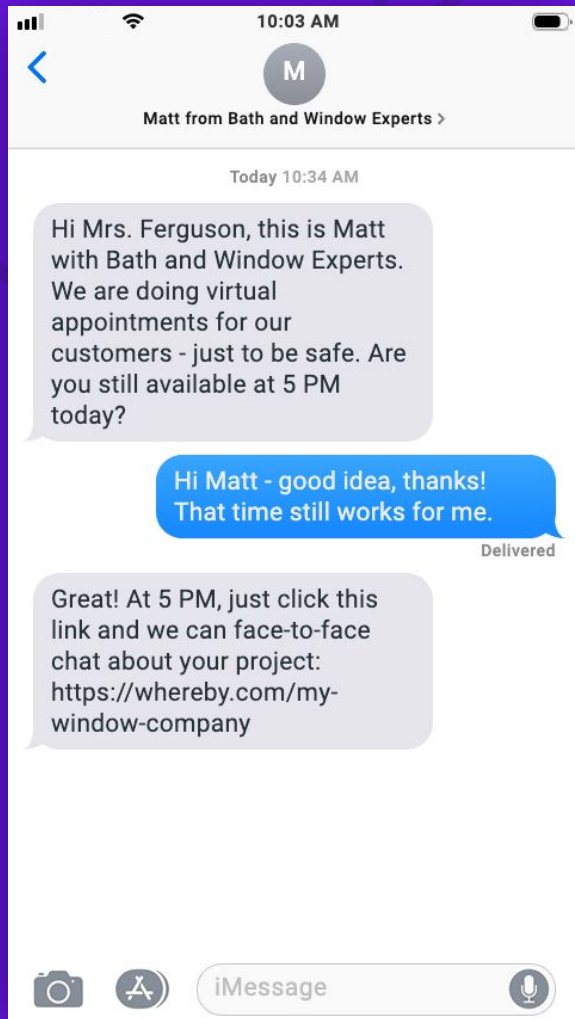 10:03 AM
M
Matt from Bath and Window Experts >
Today 10:34 AM
Hi Mrs. Ferguson, this is Matt
with Bath and Window Experts.
We are doing virtual
appointments for our
customers - just to be safe. Are
you still available at 5 PM
today?
Hi Matt - good idea, thanks!
That time still works for me.
Delivered
Great! At 5 PM, just click this
link and we can face-to-face
chat about your project:
https://whereby.com/my-
window-company
iMessage